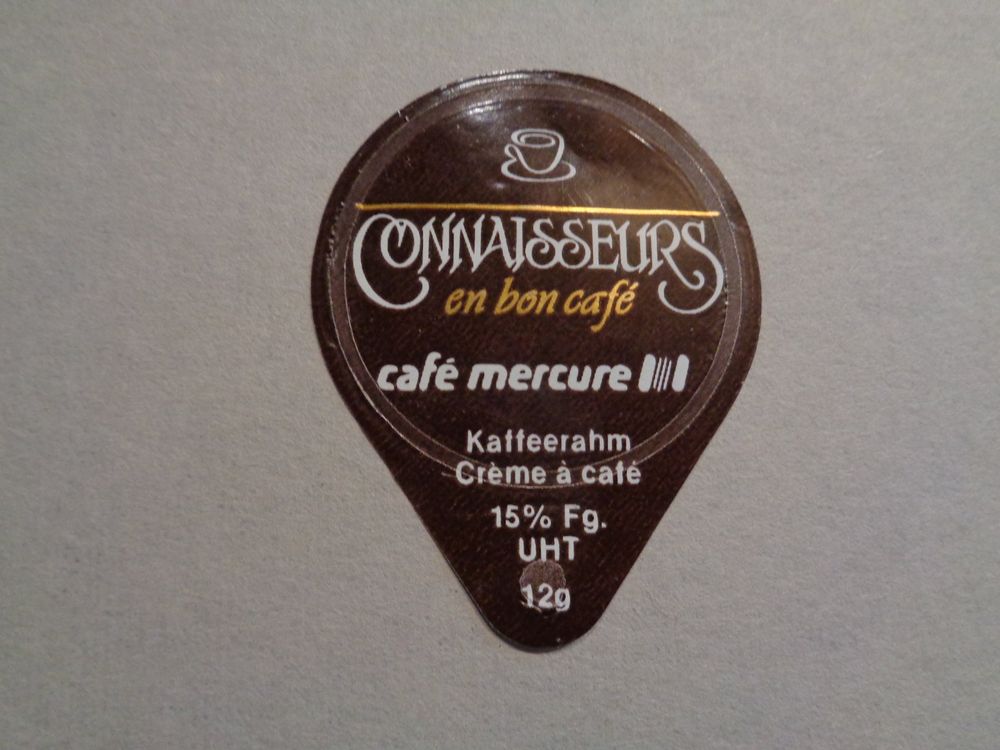 CONNAISSEURS
en bon café
café mercure
Kaffeerahm
Crème à café
15% Fg.
UHT
12g